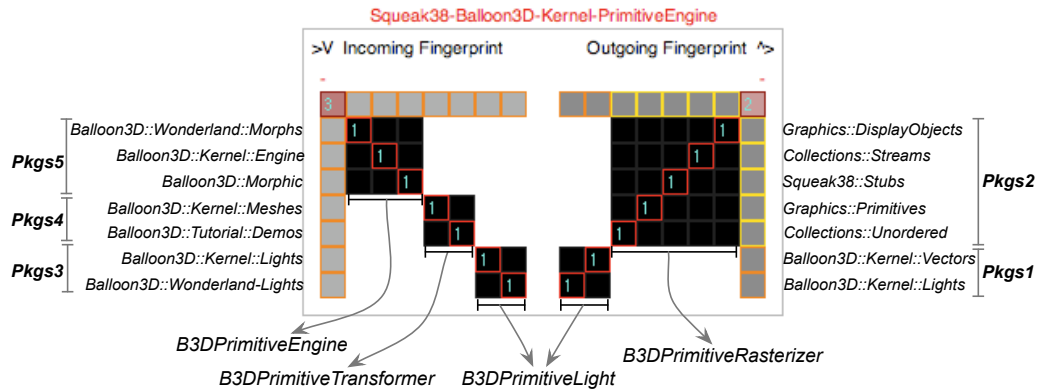 Squeak38-Balloon3D-Kernel-PrimitiveEngine
>V Incoming Fingerprint
Outgoing Fingerprint ^>
-
-
3
2
Pkgs5
Balloon3D::Wonderland::Morphs
1
1
Graphics::DisplayObjects
Balloon3D::Kernel::Engine
1
1
Collections::Streams
Balloon3D::Morphic
1
1
Squeak38::Stubs
Pkgs2
Pkgs4
Balloon3D::Kernel::Meshes
1
1
Graphics::Primitives
Balloon3D::Tutorial::Demos
1
1
Collections::Unordered
Pkgs3
Balloon3D::Kernel::Lights
1
1
Balloon3D::Kernel::Vectors
Pkgs1
Balloon3D::Wonderland-Lights
1
1
Balloon3D::Kernel::Lights
B3DPrimitiveEngine
B3DPrimitiveRasterizer
B3DPrimitiveTransformer
B3DPrimitiveLight